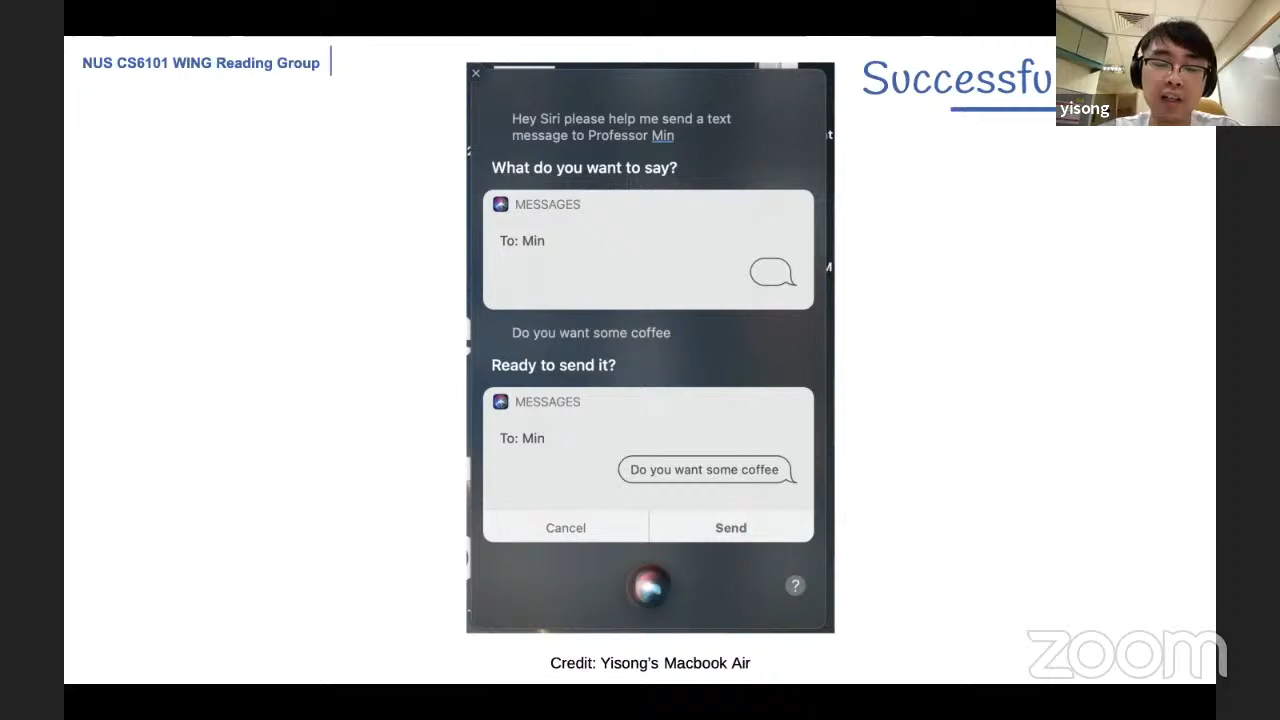 NUS CS6101 WING Reading Group
Successfu
yisong
Hey Siri please help me send a text
message to Professor Min
What do you want to say?
MESSAGES
To: Min
Do you want some coffee
Ready to send it?
MESSAGES
To: Min
Do you want some coffee
Cancel
Send
?
Credit: Yisong's Macbook Air
zoom